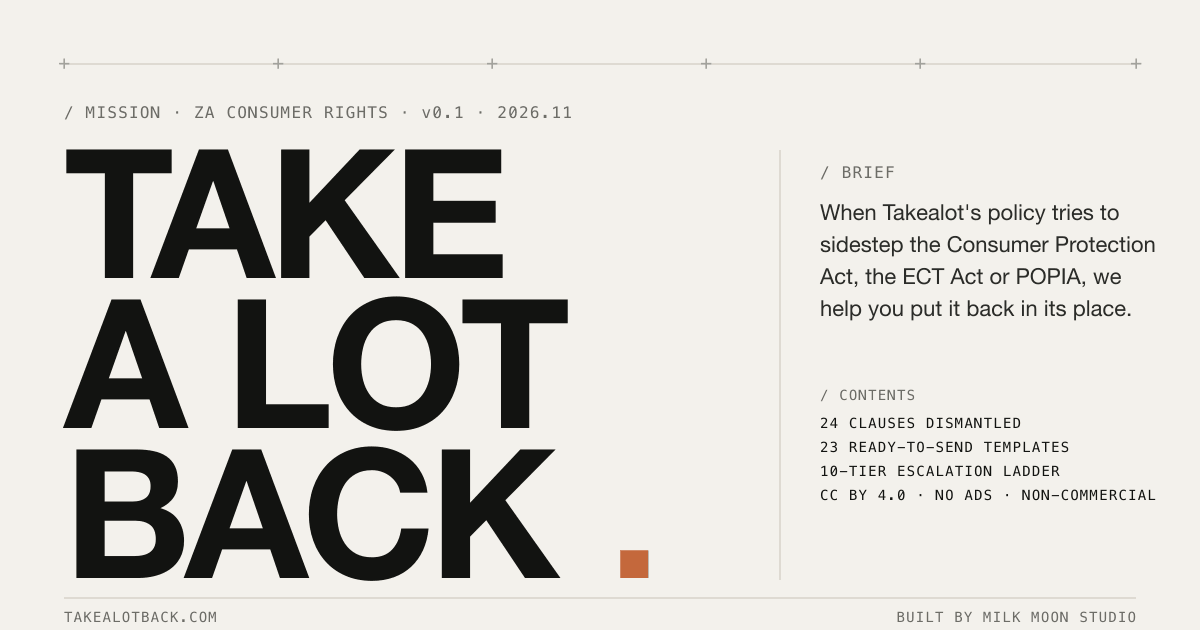 / MISSION · ZA CONSUMER RIGHTS · v0.1 · 2026.11
TAKE
A LOT
BACK
/ BRIEF
When Takealot's policy tries to
sidestep the Consumer Protection
Act, the ECT Act or POPIA, we
help you put it back in its place.
/ CONTENTS
24 CLAUSES DISMANTLED
23 READY-TO-SEND TEMPLATES
10-TIER ESCALATION LADDER
CC BY 4.0 · NO ADS · NON-COMMERCIAL
TAKEALOTBACK.COM
BUILT BY MILK MOON STUDIO